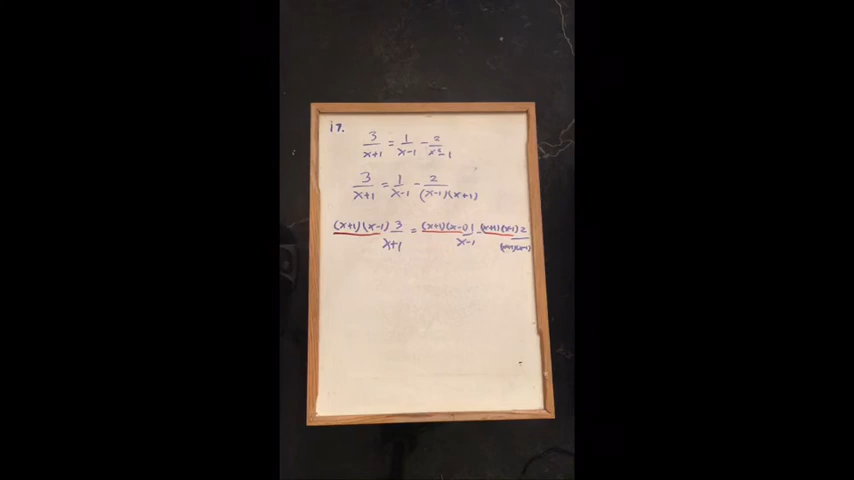 17.
3/x+1 = 1/x-1 - 2/x²-1
3/x+1 = 1/x-1 - 2/(x-1)(x+1)
(x+1)(x-1) 3/x+1 = (x+1)(x-1) 1/x-1 - (x+1)(x-1) 2/(x+1)(x-1)